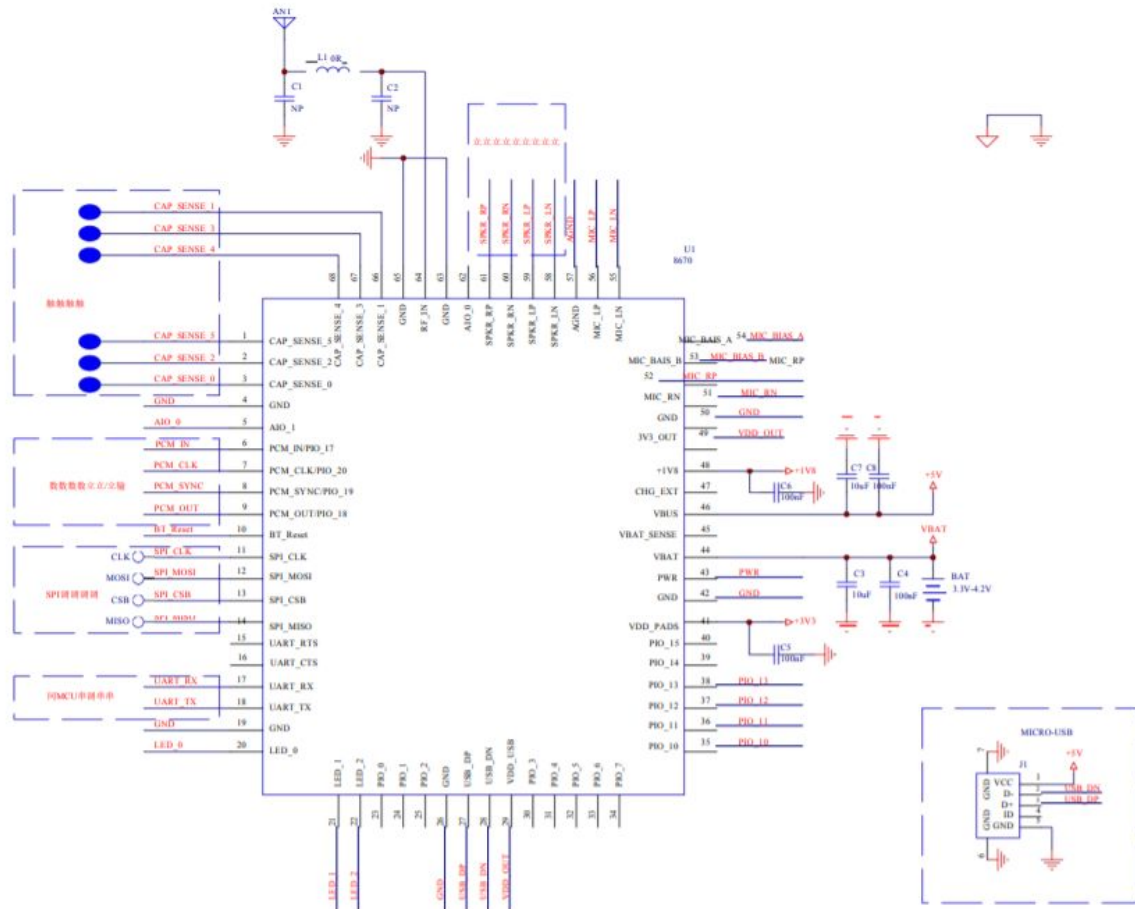 AN1
L1 0R
C1
NP
C2
NP
SPKR_RP
SPKR_RN
SPKR_LP
SPKR_LN
AGND
MIC_LP
MIC_LN
U1
8670
CAP_SENSE_1
CAP_SENSE_3
CAP_SENSE_4
CAP_SENSE_5
CAP_SENSE_2
CAP_SENSE_0
GND
AIO_0
PCM_IN
PCM_CLK
PCM_SYNC
PCM_OUT
BT_Reset
CLK SPI_CLK
MOSI SPI_MOSI
CSB SPI_CSB
MISO SPI_MISO
UART_RX
UART_TX
GND
LED_0
68 67 66 65 64 63 62 61 60 59 58 57 56 55
CAP_SENSE_4
CAP_SENSE_3
CAP_SENSE_1
GND
RF_IN
GND
AIO_0
SPKR_RP
SPKR_RN
SPKR_LP
SPKR_LN
AGND
MIC_LP
MIC_LN
1 CAP_SENSE_5
2 CAP_SENSE_2
3 CAP_SENSE_0
4 GND
5 AIO_1
6 PCM_IN/PIO_17
7 PCM_CLK/PIO_20
8 PCM_SYNC/PIO_19
9 PCM_OUT/PIO_18
10 BT_Reset
11 SPI_CLK
12 SPI_MOSI
13 SPI_CSB
14 SPI_MISO
15 UART_RTS
16 UART_CTS
17 UART_RX
18 UART_TX
19 GND
20 LED_0
MIC_BAIS_A 54 MIC_BIAS_A
MIC_BAIS_B 53 MIC_BIAS_B
MIC_RP
52 MIC_RP
MIC_RN 51 MIC_RN
GND 50 GND
3V3_OUT 49 VDD_OUT
+1V8 48 +1V8
CHG_EXT 47
VBUS 46
VBAT_SENSE 45
VBAT 44
PWR 43 PWR
GND 42 GND
VDD_PADS 41 +3V3
PIO_15 40
PIO_14 39
PIO_13 38 PIO_13
PIO_12 37 PIO_12
PIO_11 36 PIO_11
PIO_10 35 PIO_10
C6
100nF
C7
10uF
C8
100nF
+5V
VBAT
C3
10uF
C4
100nF
BAT
3.3V-4.2V
C5
100nF
LED_1
LED_2
PIO_0
PIO_1
PIO_2
GND
USB_DP
USB_DN
VDD_USB
PIO_3
PIO_4
PIO_5
PIO_6
PIO_7
21 22 23 24 25 26 27 28 29 30 31 32 33 34
LED_1
LED_2
GND
USB_DP
USB_DN
VDD_OUT
MICRO-USB
J1
+5V
7
GND
GND
6
VCC 1
D- 2 USB_DN
D+ 3 USB_DP
ID 4
GND 5